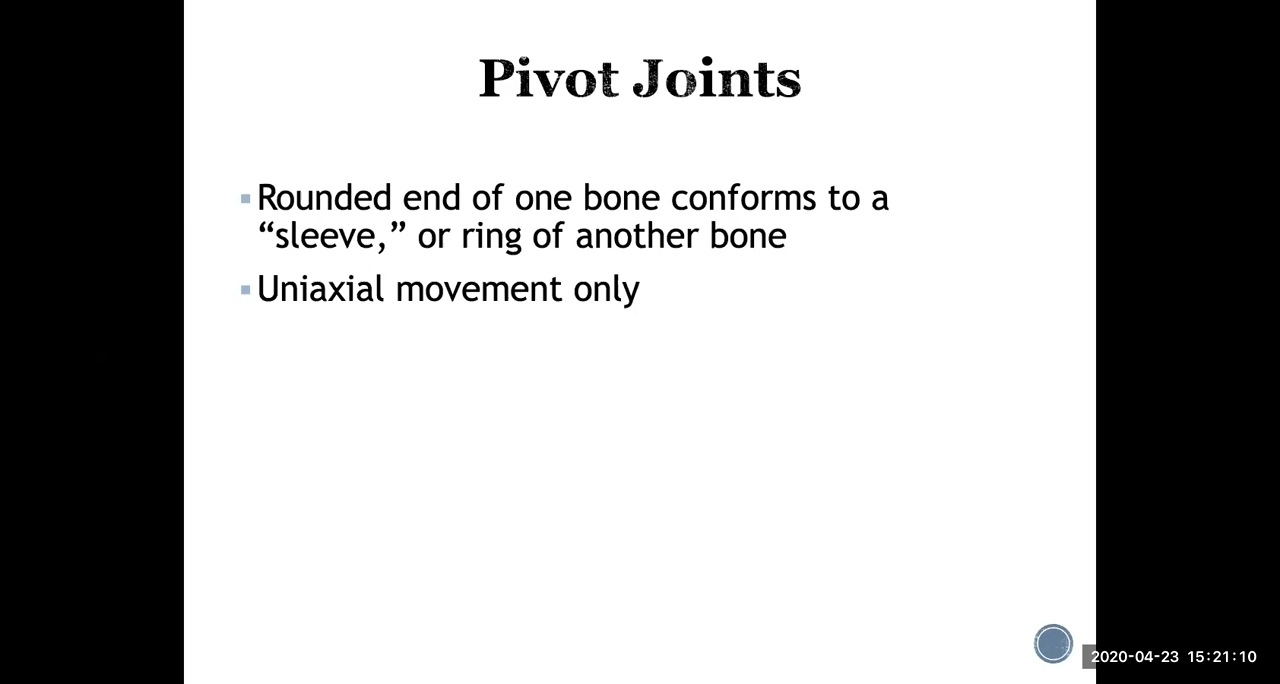 Pivot Joints
Rounded end of one bone conforms to a
“sleeve,” or ring of another bone
Uniaxial movement only
2020-04-23 15:21:10